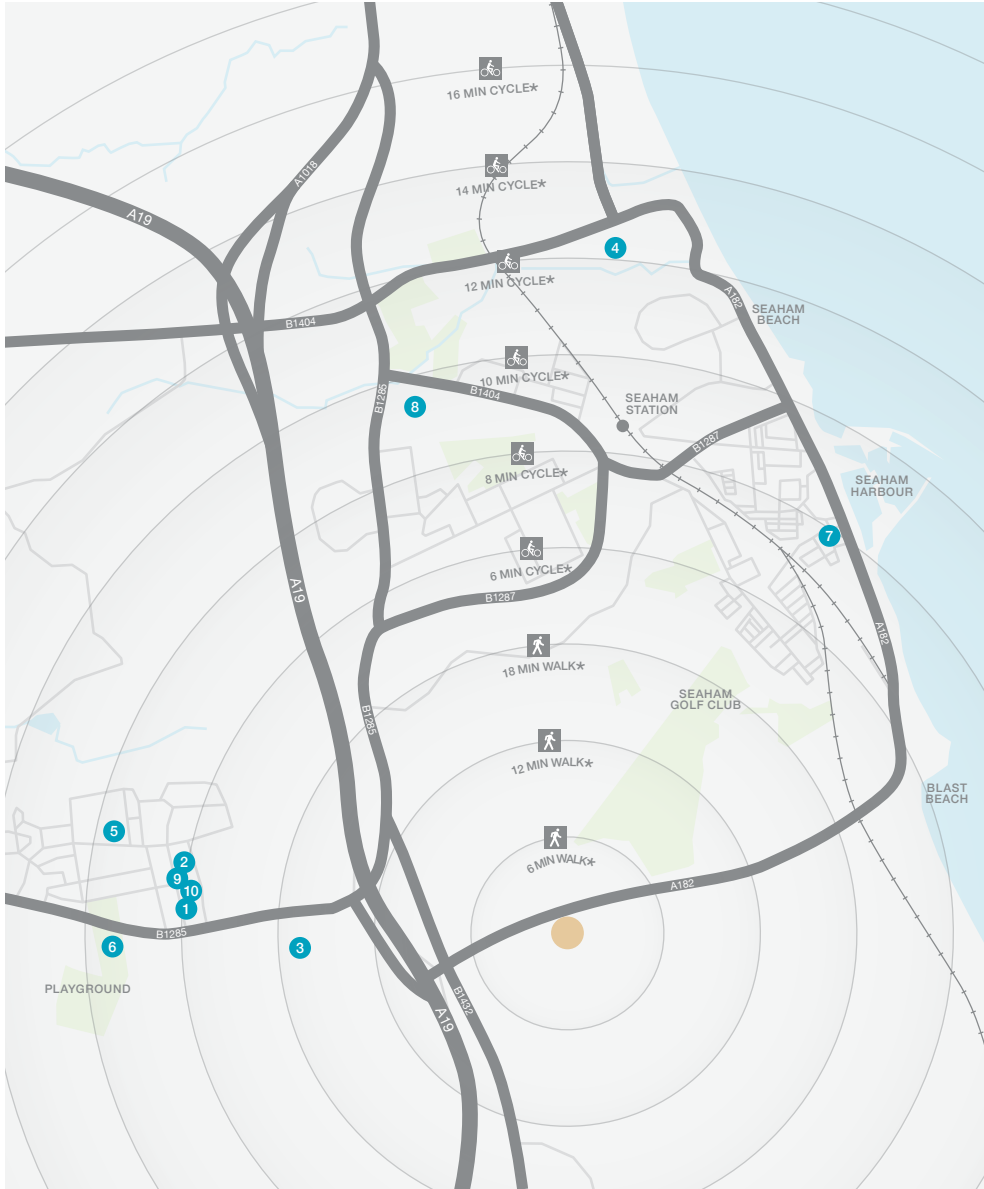 16 MIN CYCLE*
A1018
14 MIN CYCLE*
A19
4
12 MIN CYCLE*
A182
SEAHAM
BEACH
B1404
10 MIN CYCLE*
B1404
B1285
8
SEAHAM
STATION
B1287
8 MIN CYCLE*
SEAHAM
HARBOUR
7
6 MIN CYCLE*
A19
B1287
A182
18 MIN WALK*
SEAHAM
GOLF CLUB
B1285
12 MIN WALK*
BLAST
BEACH
5
6 MIN WALK*
2
9
10
A182
1
B1285
6
3
PLAYGROUND
B1432
A19